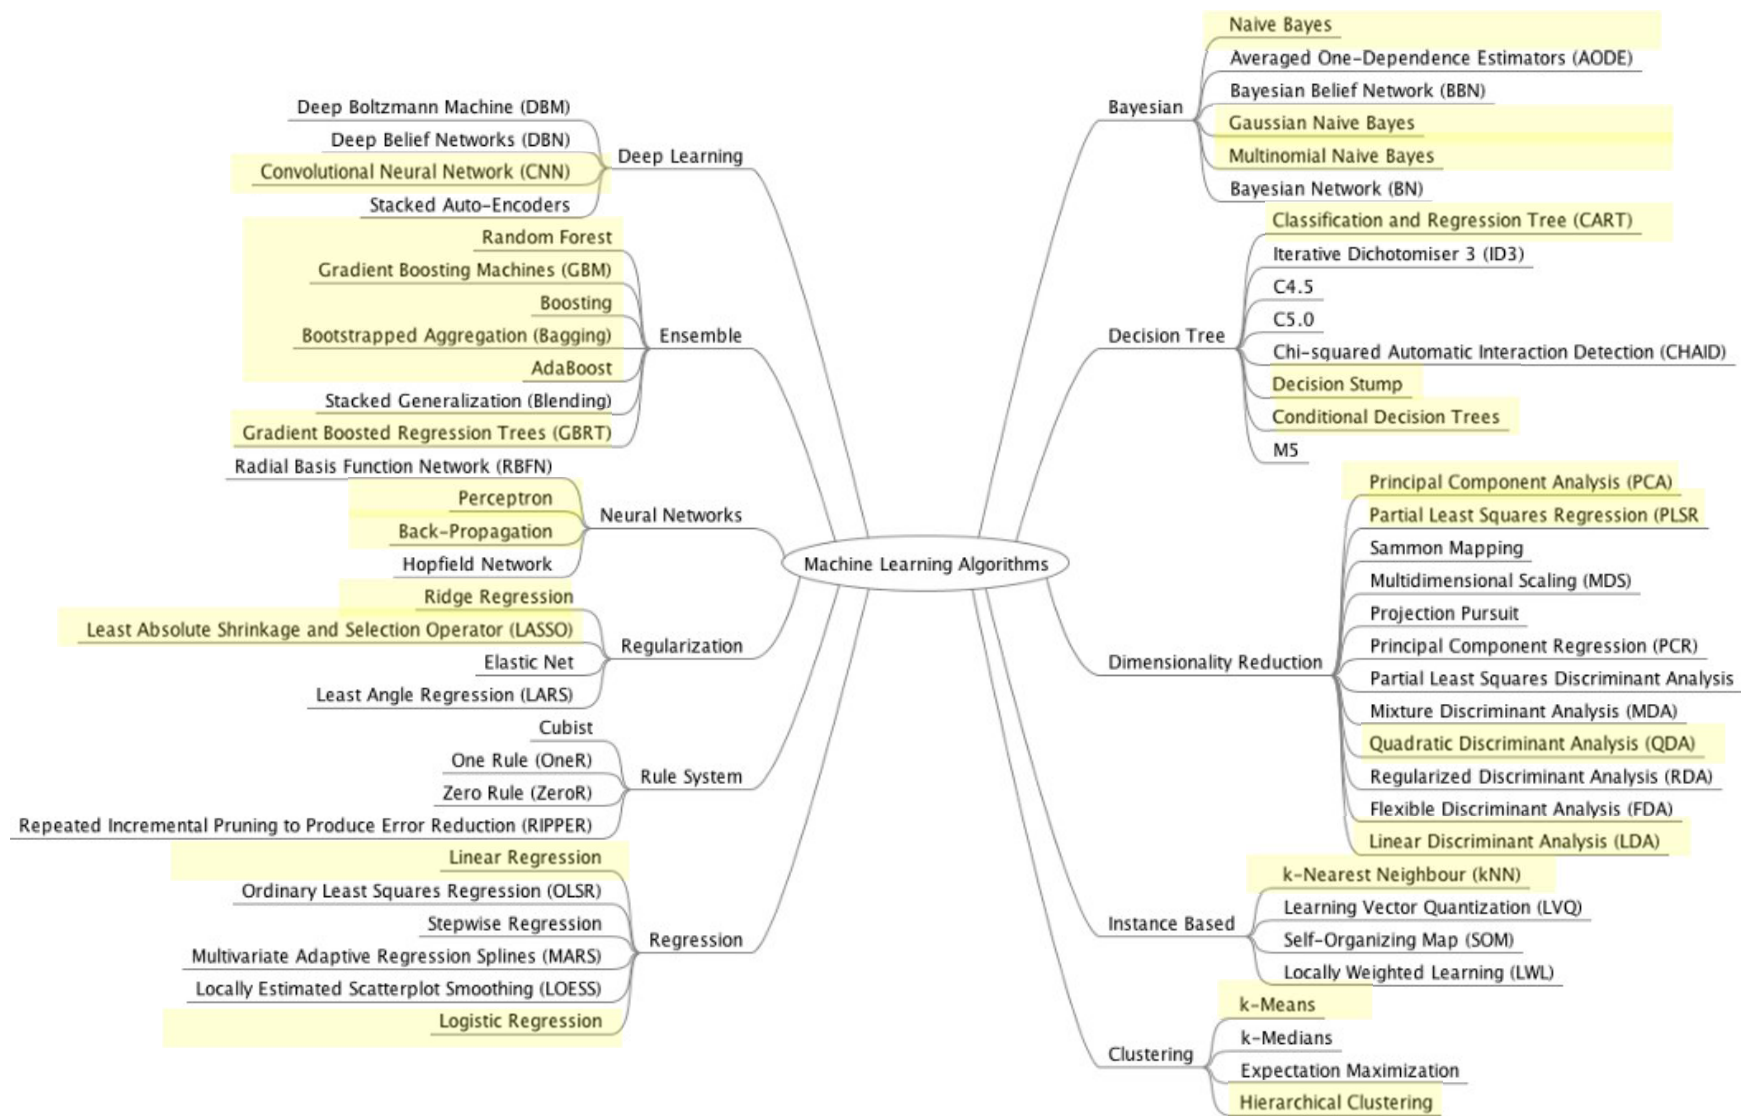 Machine Learning Algorithms
Deep Learning
Deep Boltzmann Machine (DBM)
Deep Belief Networks (DBN)
Convolutional Neural Network (CNN)
Stacked Auto-Encoders
Ensemble
Random Forest
Gradient Boosting Machines (GBM)
Boosting
Bootstrapped Aggregation (Bagging)
AdaBoost
Stacked Generalization (Blending)
Gradient Boosted Regression Trees (GBRT)
Neural Networks
Radial Basis Function Network (RBFN)
Perceptron
Back-Propagation
Hopfield Network
Regularization
Ridge Regression
Least Absolute Shrinkage and Selection Operator (LASSO)
Elastic Net
Least Angle Regression (LARS)
Rule System
Cubist
One Rule (OneR)
Zero Rule (ZeroR)
Repeated Incremental Pruning to Produce Error Reduction (RIPPER)
Regression
Linear Regression
Ordinary Least Squares Regression (OLSR)
Stepwise Regression
Multivariate Adaptive Regression Splines (MARS)
Locally Estimated Scatterplot Smoothing (LOESS)
Logistic Regression
Bayesian
Naive Bayes
Averaged One-Dependence Estimators (AODE)
Bayesian Belief Network (BBN)
Gaussian Naive Bayes
Multinomial Naive Bayes
Bayesian Network (BN)
Decision Tree
Classification and Regression Tree (CART)
Iterative Dichotomiser 3 (ID3)
C4.5
C5.0
Chi-squared Automatic Interaction Detection (CHAID)
Decision Stump
Conditional Decision Trees
M5
Dimensionality Reduction
Principal Component Analysis (PCA)
Partial Least Squares Regression (PLSR
Sammon Mapping
Multidimensional Scaling (MDS)
Projection Pursuit
Principal Component Regression (PCR)
Partial Least Squares Discriminant Analysis
Mixture Discriminant Analysis (MDA)
Quadratic Discriminant Analysis (QDA)
Regularized Discriminant Analysis (RDA)
Flexible Discriminant Analysis (FDA)
Linear Discriminant Analysis (LDA)
Instance Based
k-Nearest Neighbour (kNN)
Learning Vector Quantization (LVQ)
Self-Organizing Map (SOM)
Locally Weighted Learning (LWL)
Clustering
k-Means
k-Medians
Expectation Maximization
Hierarchical Clustering